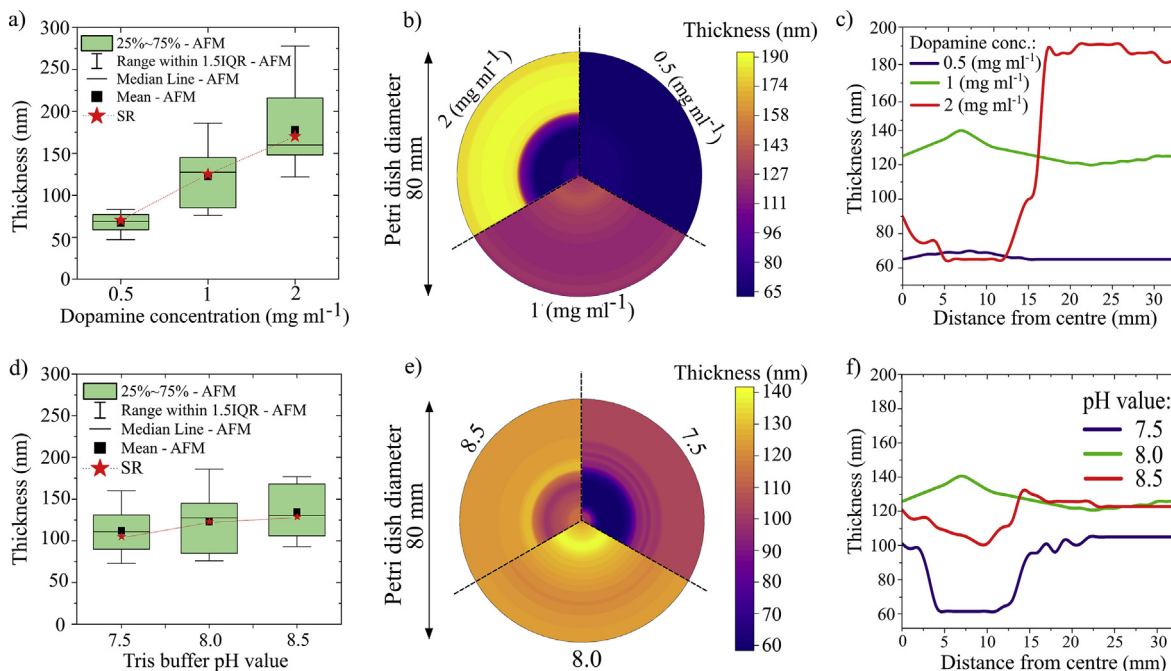 a)
300
250
200
150
100
50
0
Thickness (nm)
25%~75% - AFM
Range within 1.5IQR - AFM
Median Line - AFM
Mean - AFM
SR
0.5
1
2
Dopamine concentration (mg ml⁻¹)
b)
Thickness (nm)
Petri dish diameter
80 mm
2 (mg ml⁻¹)
0.5 (mg ml⁻¹)
1 (mg ml⁻¹)
190
177
165
152
140
127
115
102
90
77
65
c)
200
180
140
120
100
80
60
Thickness (nm)
Dopamine conc.:
0.5 (mg ml⁻¹)
1 (mg ml⁻¹)
2 (mg ml⁻¹)
0 5 10 15 20 25 30
Distance from centre (mm)
d)
300
250
200
150
100
50
0
Thickness (nm)
25%~75% - AFM
Range within 1.5IQR - AFM
Median Line - AFM
Mean - AFM
SR
7.5
8.0
8.5
Tris buffer pH value
e)
Thickness (nm)
Petri dish diameter
80 mm
8.5
7.5
8.0
140
130
120
110
100
90
80
70
60
f)
200
180
160
140
120
100
80
60
Thickness (nm)
pH value:
7.5
8.0
8.5
0 5 10 15 20 25 30
Distance from centre (mm)